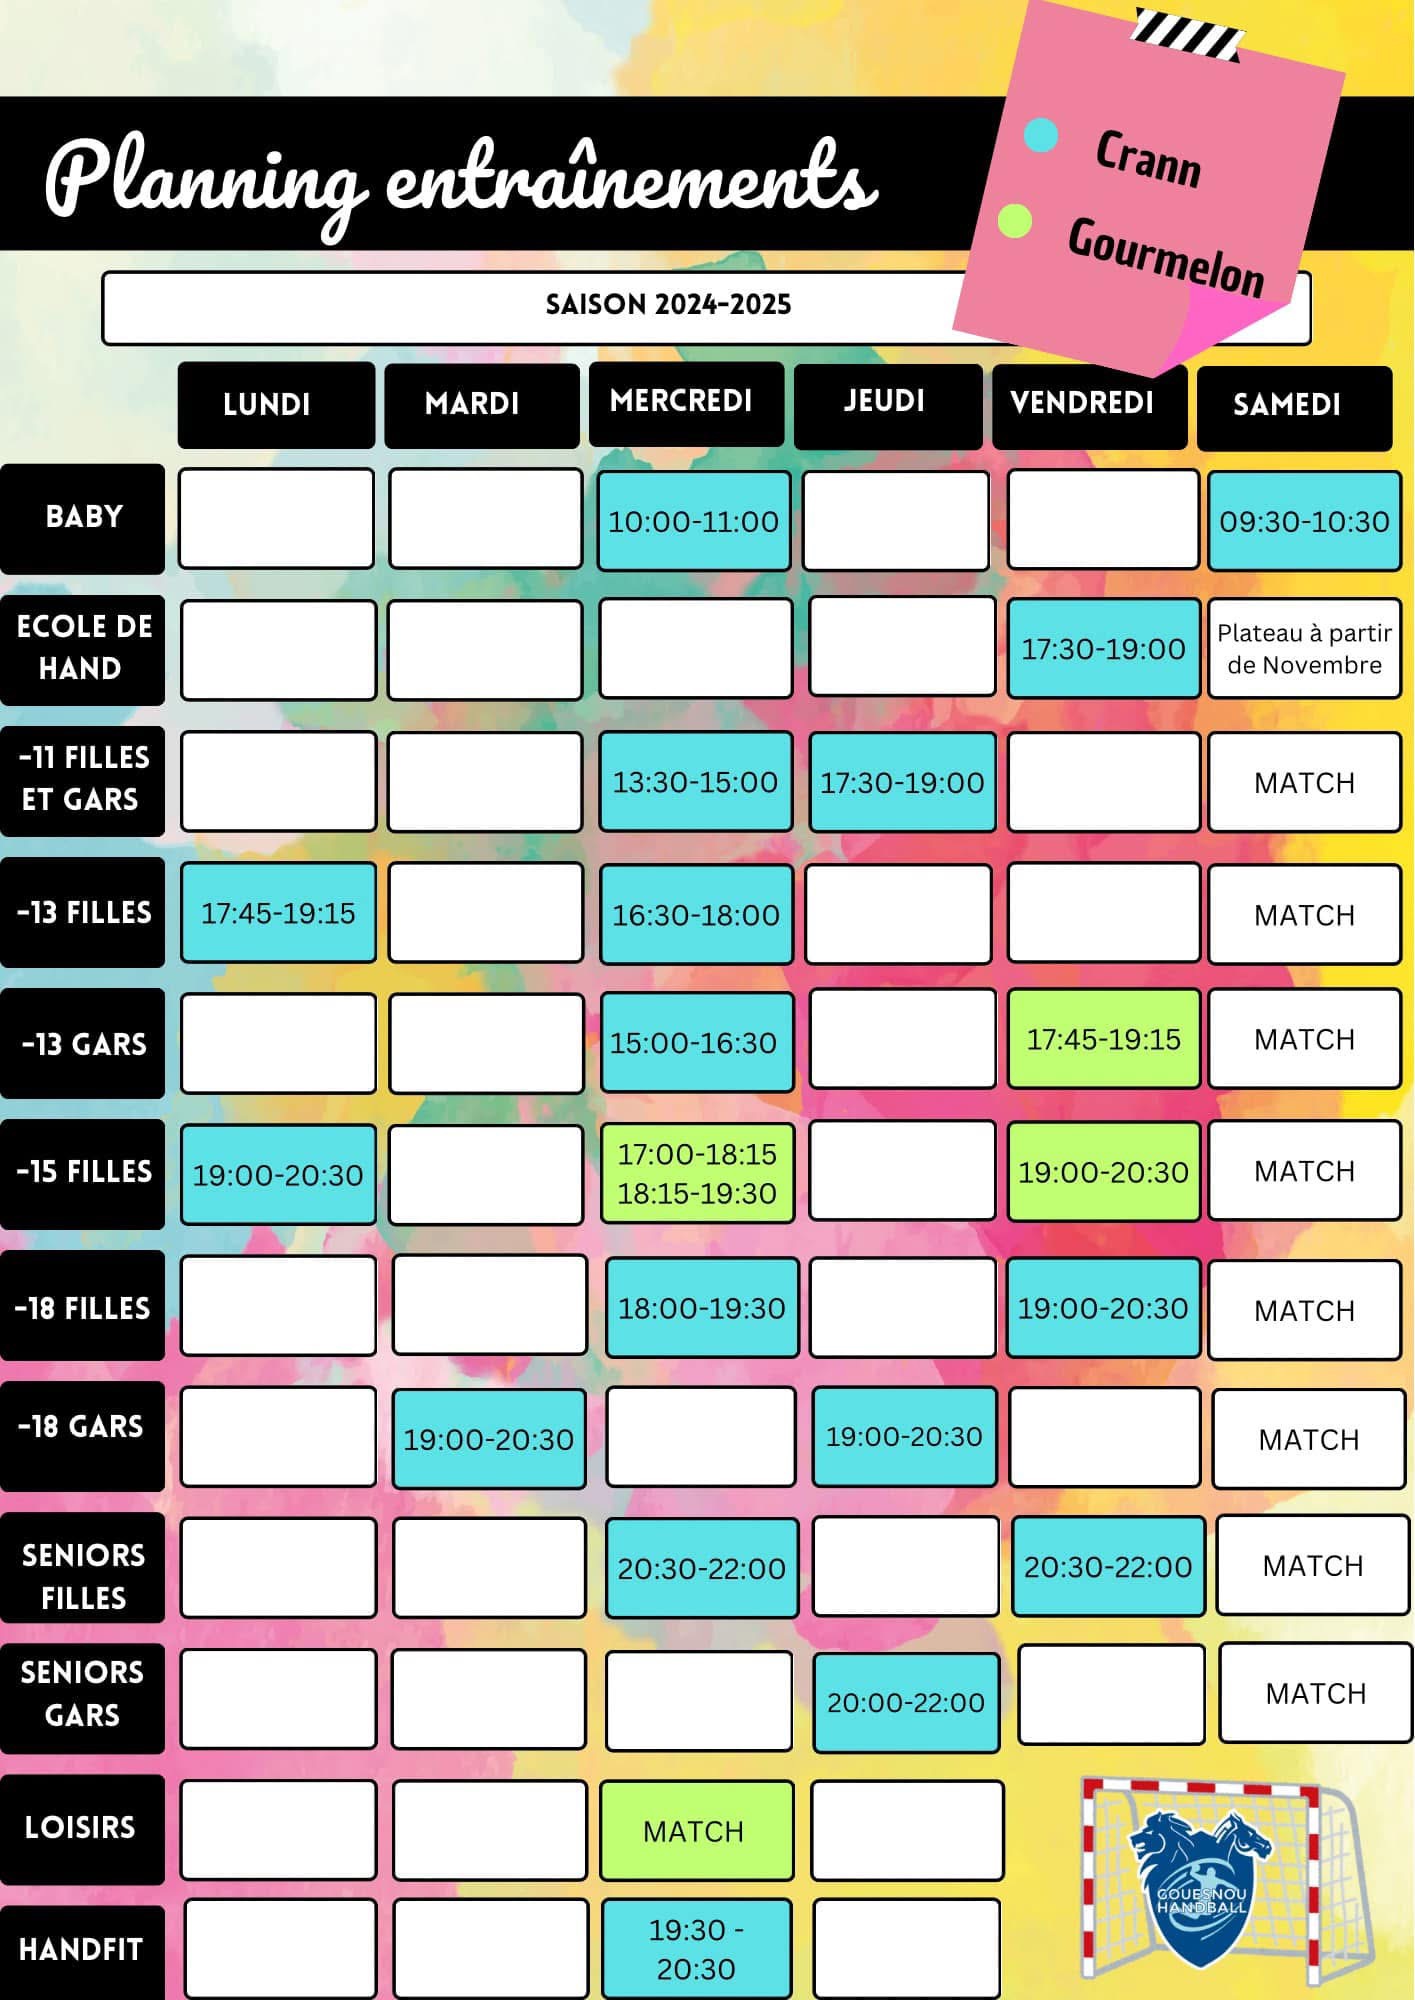 Planning entraînements
Crann
Gourmelon
SAISON 2024-2025
LUNDI MARDI MERCREDI JEUDI VENDREDI SAMEDI
BABY 10:00-11:00 09:30-10:30
ECOLE DE
HAND
17:30-19:00
Plateau à partir
de Novembre
-11 FILLES
ET GARS
13:30-15:00 17:30-19:00 MATCH
-13 FILLES 17:45-19:15 16:30-18:00 MATCH
-13 GARS 15:00-16:30 17:45-19:15 MATCH
-15 FILLES 19:00-20:30
17:00-18:15
18:15-19:30
19:00-20:30 MATCH
-18 FILLES 18:00-19:30 19:00-20:30 MATCH
-18 GARS 19:00-20:30 19:00-20:30 MATCH
SENIORS
FILLES
20:30-22:00 20:30-22:00 MATCH
SENIORS
GARS
20:00-22:00 MATCH
LOISIRS MATCH
HANDFIT
19:30 -
20:30
GOUESNOU
HANDBALL